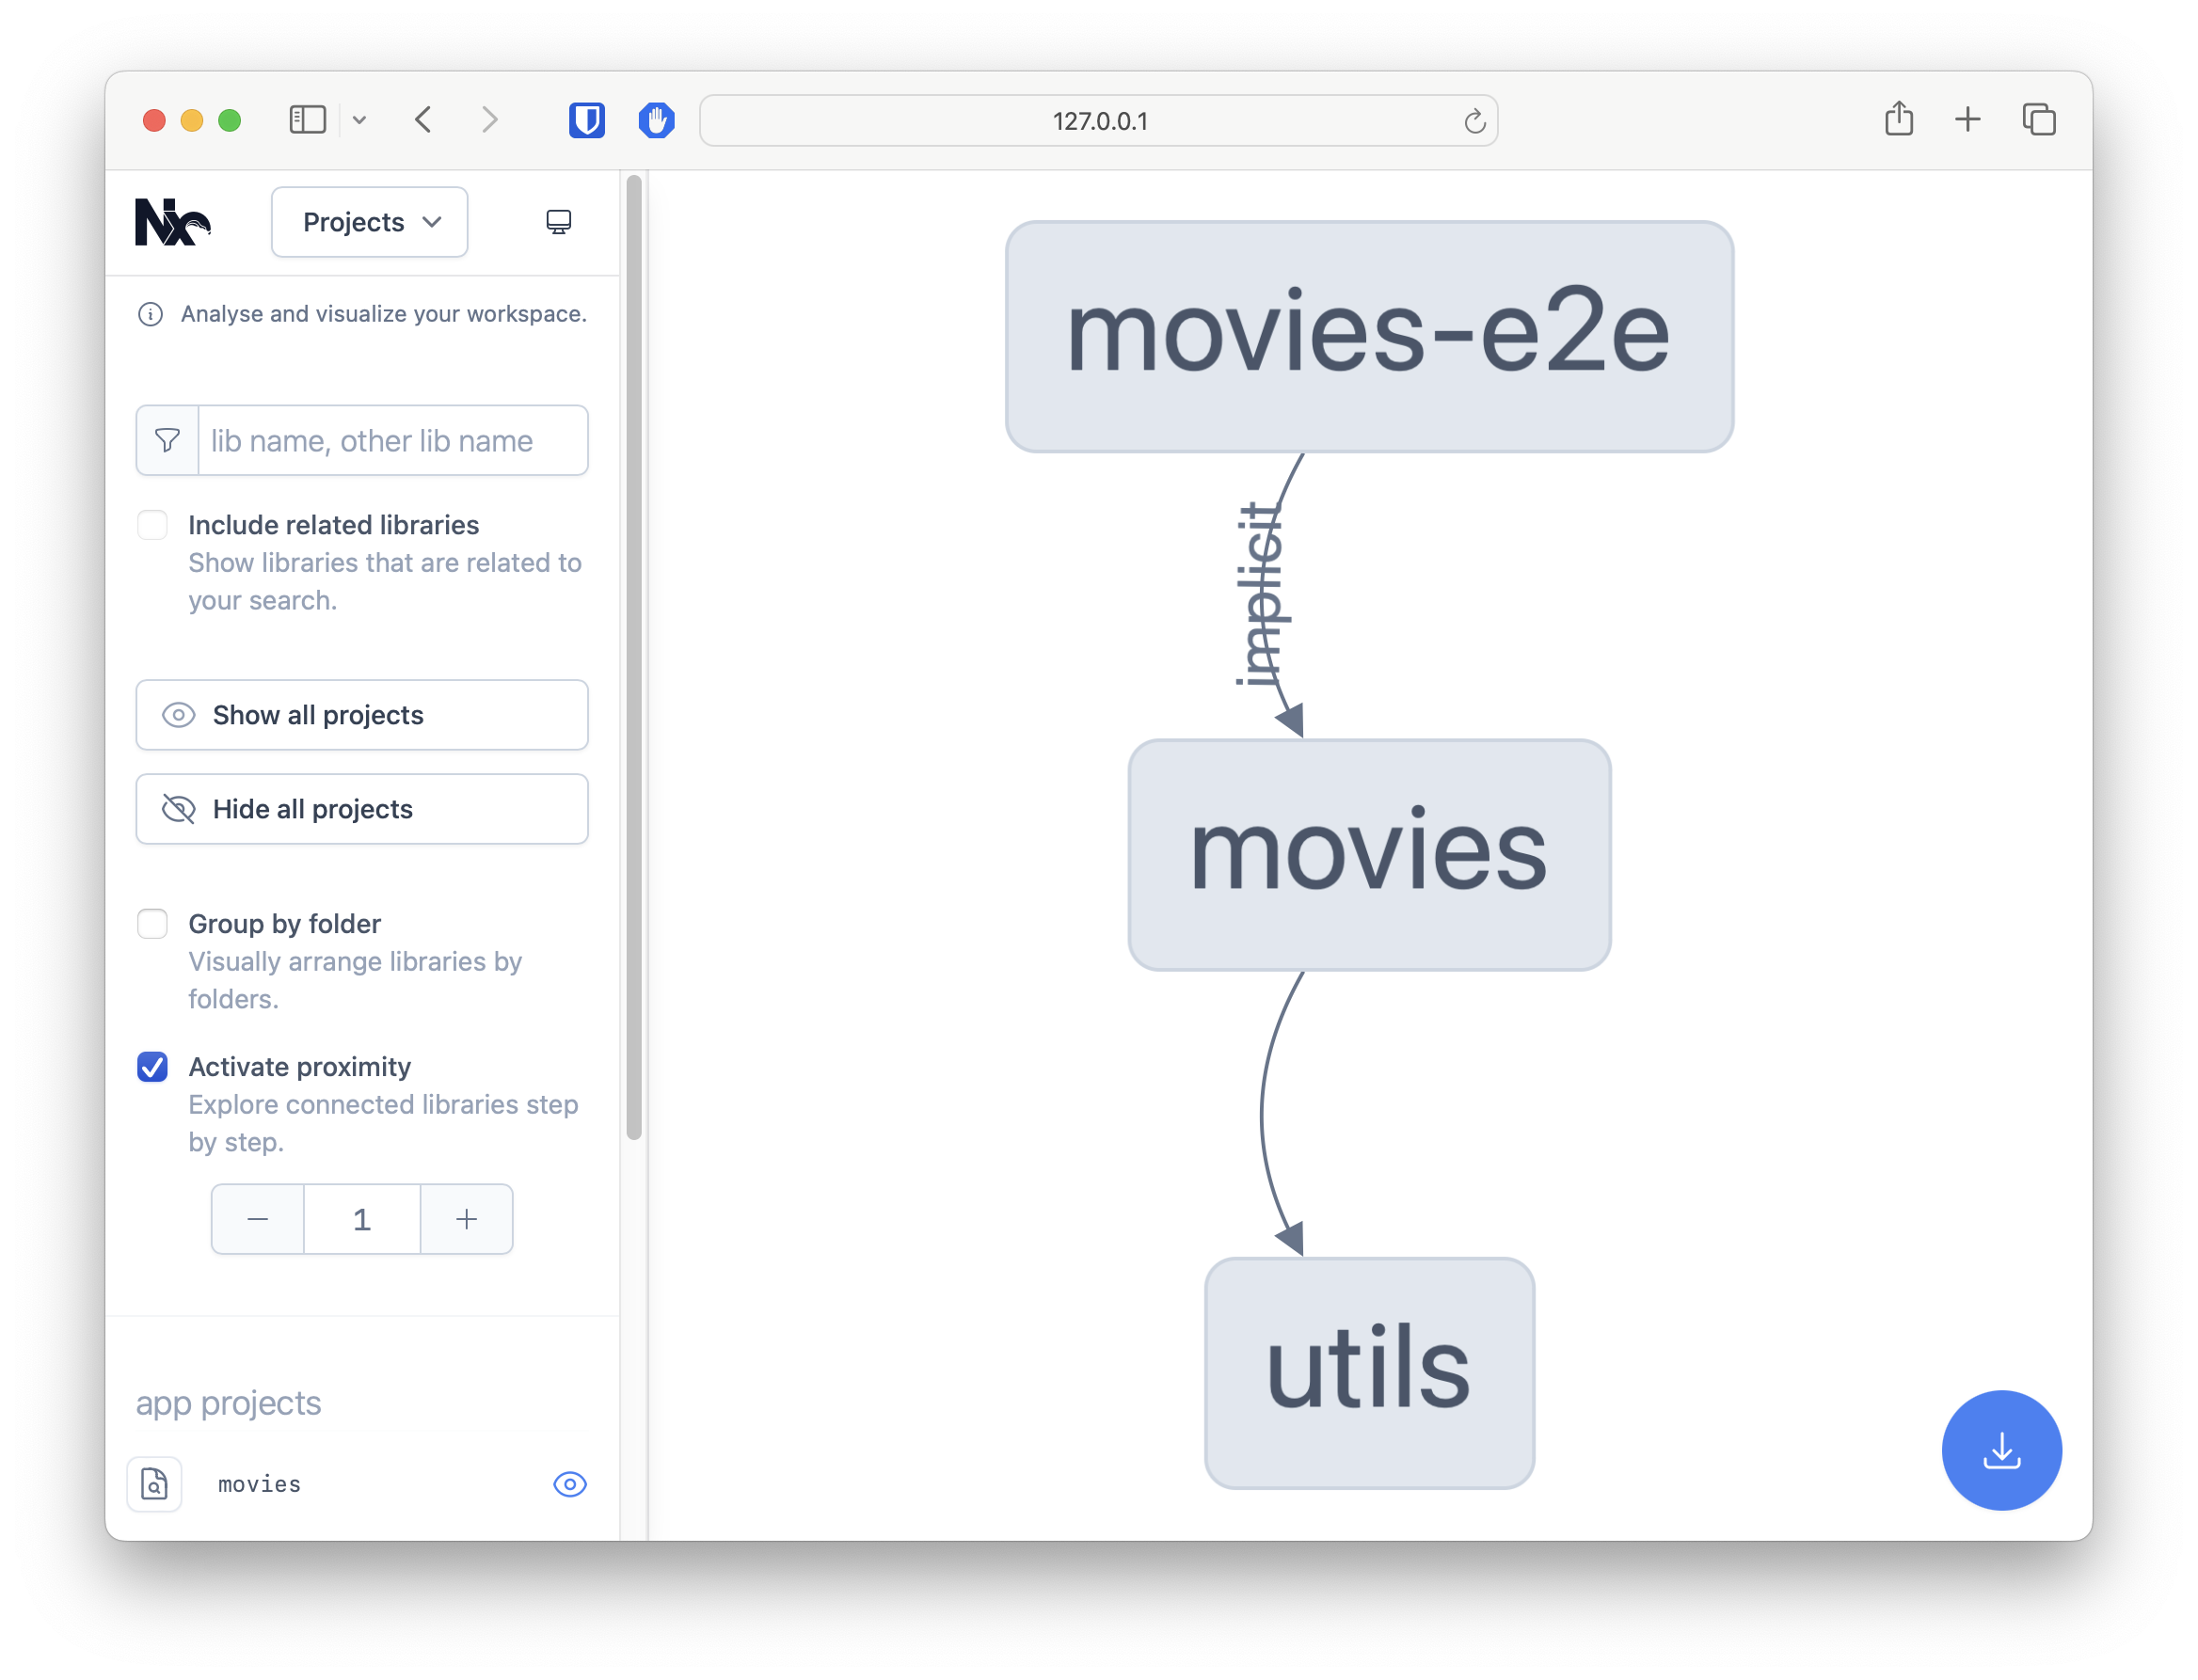 127.0.0.1
Nx
Projects
Analyse and visualize your workspace.
lib name, other lib name
Include related libraries
Show libraries that are related to
your search.
Show all projects
Hide all projects
Group by folder
Visually arrange libraries by
folders.
Activate proximity
Explore connected libraries step
by step.
1
app projects
movies
movies-e2e
implicit
movies
utils